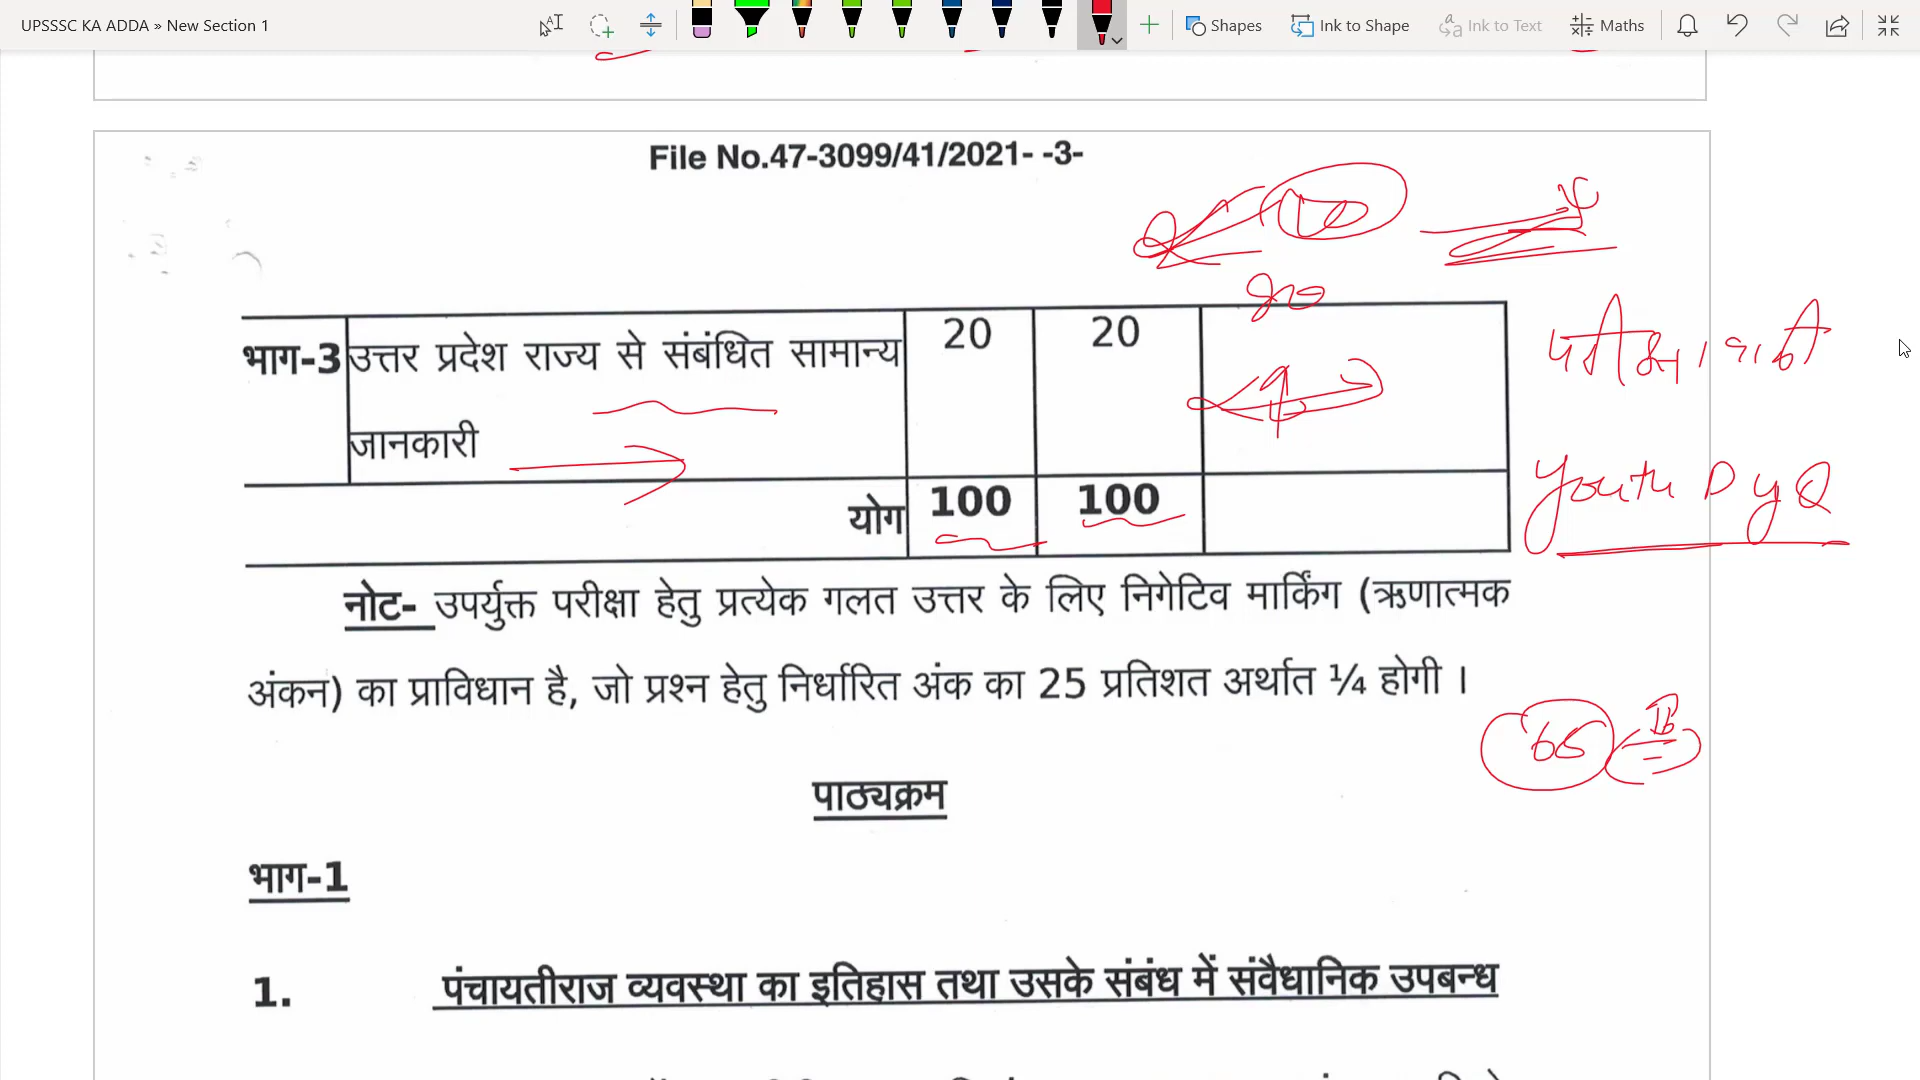 UPSSSC KA ADDA » New Section 1
Shapes
Ink to Shape
Ink to Text
Maths
File No.47-3099/41/2021- -3-
भाग-3 उत्तर प्रदेश राज्य से संबंधित सामान्य 20 20
जानकारी
योग 100 100
Youth
नोट- उपर्युक्त परीक्षा हेतु प्रत्येक गलत उत्तर के लिए निगेटिव मार्किंग (ऋणात्मक
अंकन) का प्राविधान है, जो प्रश्न हेतु निर्धारित अंक का 25 प्रतिशत अर्थात ¼ होगी ।
65
पाठ्यक्रम
भाग-1
1. पंचायतीराज व्यवस्था का इतिहास तथा उसके संबंध में संवैधानिक उपबन्ध